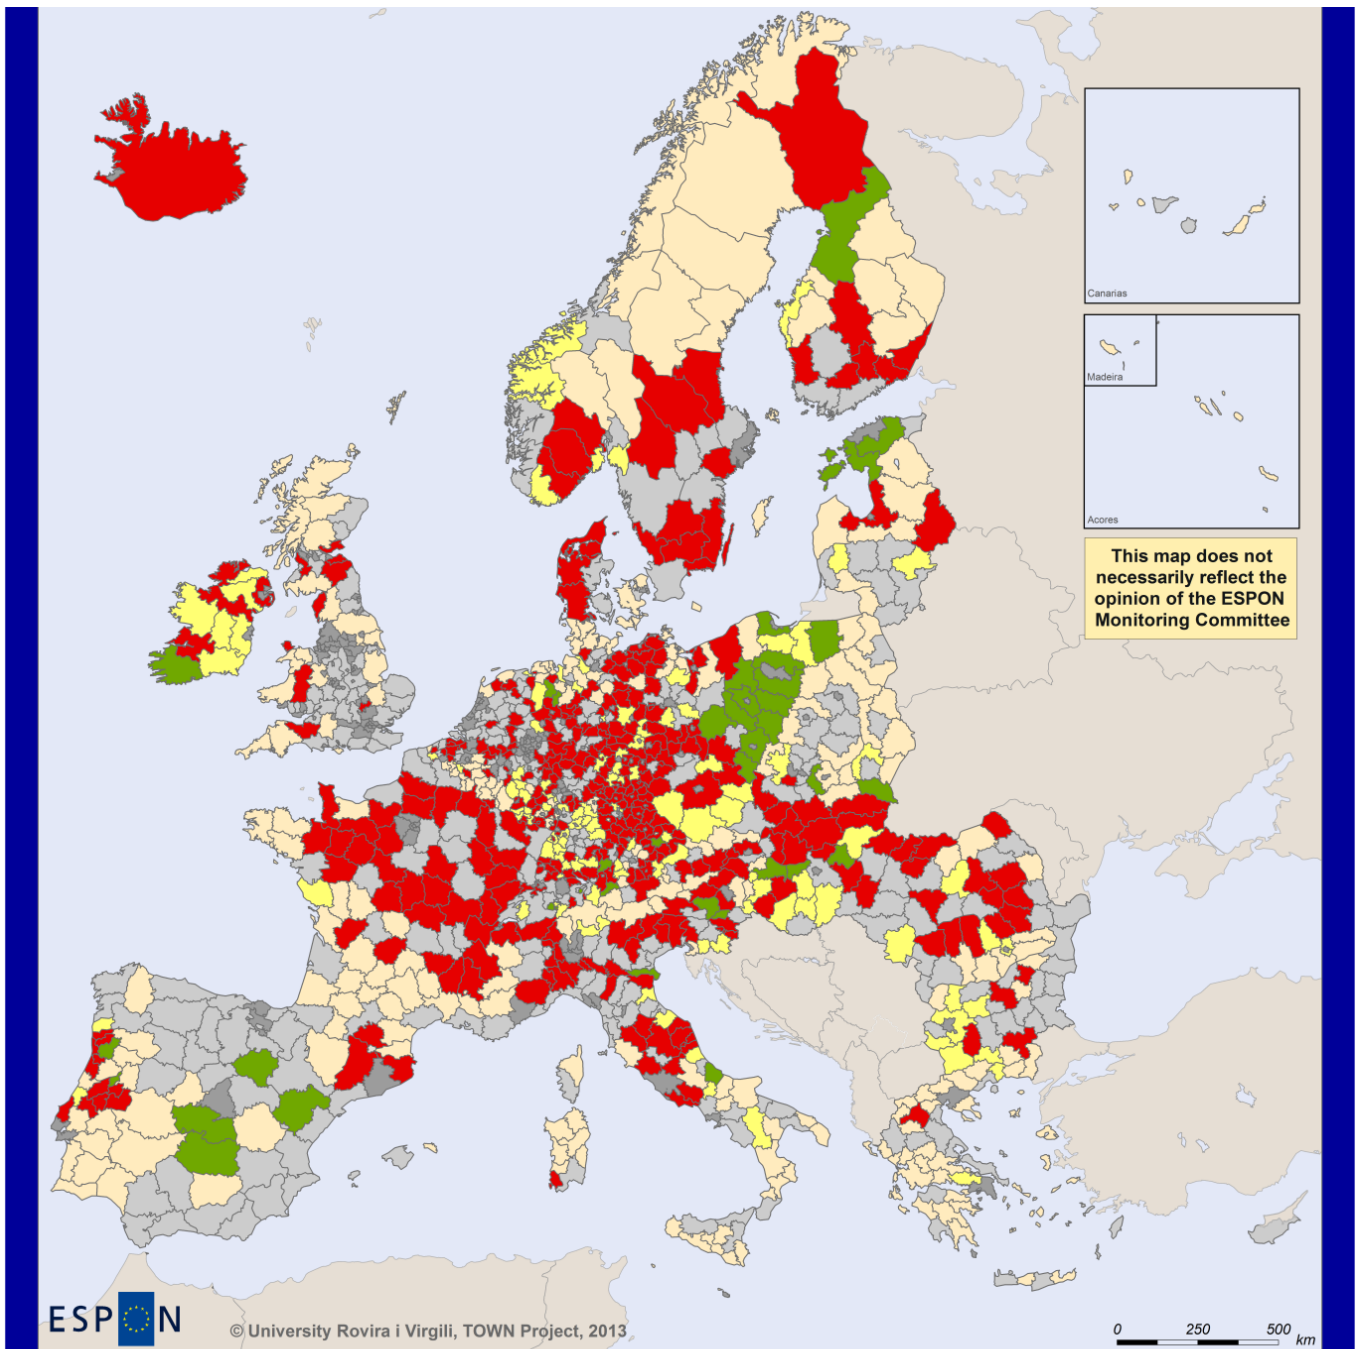 Canarias
Madeira
Acores
This map does not
necessarily reflect the
opinion of the ESPON
Monitoring Committee
ESPON
© University Rovira i Virgili, TOWN Project, 2013
0 250 500 km